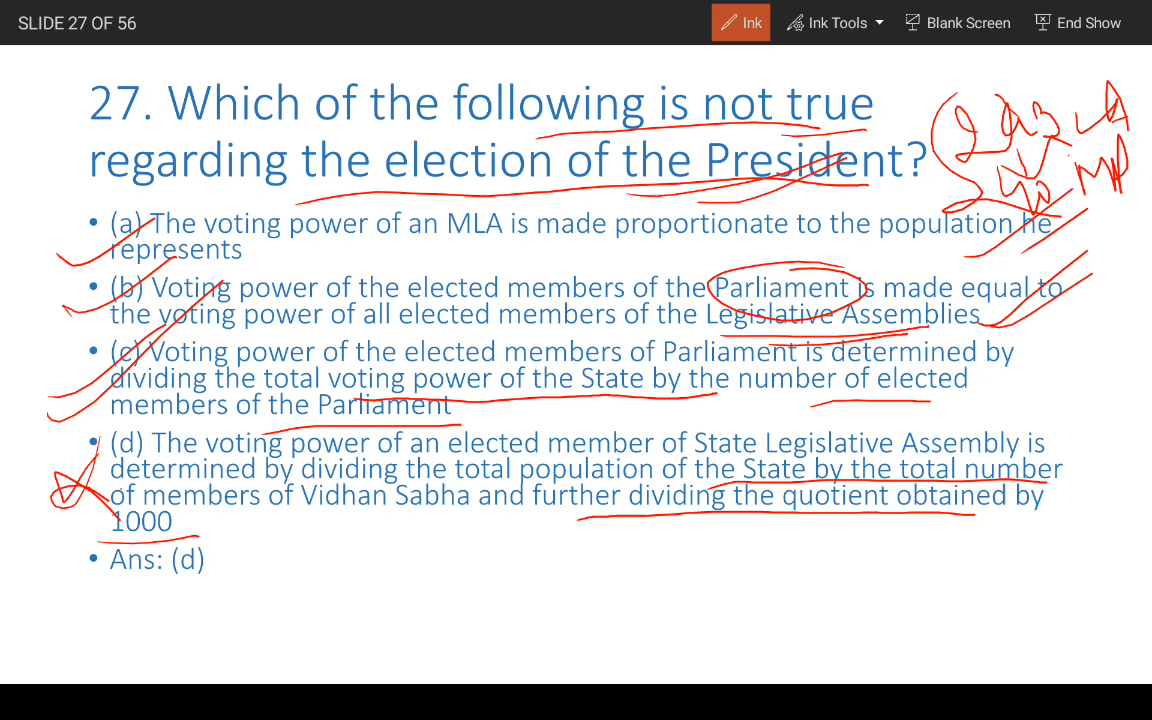 SLIDE 27 OF 56
Ink
Ink Tools
Blank Screen
End Show
27. Which of the following is not true
regarding the election of the President?
• (a) The voting power of an MLA is made proportionate to the population he
represents
• (b) Voting power of the elected members of the Parliament is made equal to
the voting power of all elected members of the Legislative Assemblies
• (c) Voting power of the elected members of Parliament is determined by
dividing the total voting power of the State by the number of elected
members of the Parliament
• (d) The voting power of an elected member of State Legislative Assembly is
determined by dividing the total population of the State by the total number
of members of Vidhan Sabha and further dividing the quotient obtained by
1000
• Ans: (d)